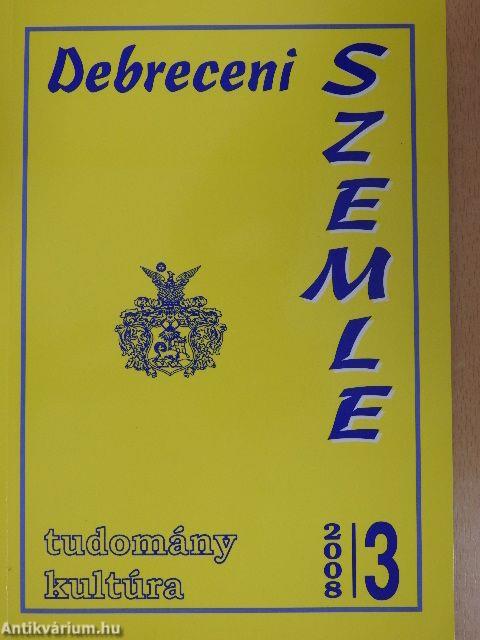 Debreceni
SZEMLE
tudomány
kultúra
2008
3
Antikvárium.hu